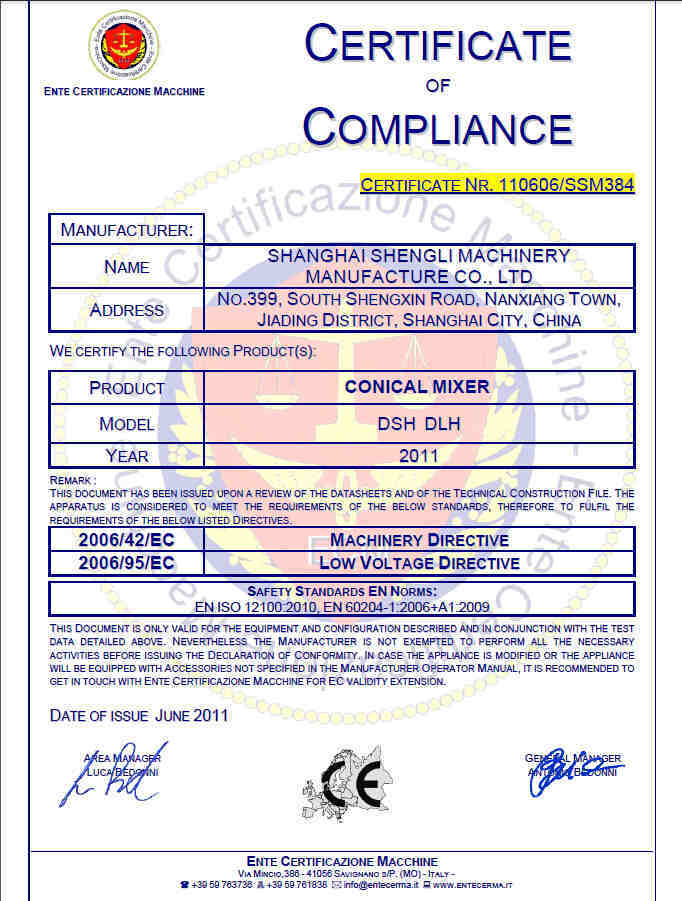 ENTE CERTIFICAZIONE MACCHINE
CERTIFICATE
OF
COMPLIANCE
CERTIFICATE NR. 110606/SSM384
MANUFACTURER:
NAME
SHANGHAI SHENGLI MACHINERY
MANUFACTURE CO., LTD
ADDRESS
NO.399, SOUTH SHENGXIN ROAD, NANXIANG TOWN,
JIADING DISTRICT, SHANGHAI CITY, CHINA
WE CERTIFY THE FOLLOWING PRODUCT(S):
PRODUCT
CONICAL MIXER
MODEL
DSH DLH
YEAR
2011
REMARK :
THIS DOCUMENT HAS BEEN ISSUED UPON A REVIEW OF THE DATASHEETS AND OF THE TECHNICAL CONSTRUCTION FILE. THE
APPARATUS IS CONSIDERED TO MEET THE REQUIREMENTS OF THE BELOW STANDARDS, THEREFORE TO FULFIL THE
REQUIREMENTS OF THE BELOW LISTED DIRECTIVES.
2006/42/EC
MACHINERY DIRECTIVE
2006/95/EC
LOW VOLTAGE DIRECTIVE
SAFETY STANDARDS EN NORMS:
EN ISO 12100:2010, EN 60204-1:2006+A1:2009
THIS DOCUMENT IS ONLY VALID FOR THE EQUIPMENT AND CONFIGURATION DESCRIBED AND IN CONJUNCTION WITH THE TEST
DATA DETAILED ABOVE. NEVERTHELESS THE MANUFACTURER IS NOT EXEMPTED TO PERFORM ALL THE NECESSARY
ACTIVITIES BEFORE ISSUING THE DECLARATION OF CONFORMITY. IN CASE THE APPLIANCE IS MODIFIED OR THE APPLIANCE
WILL BE EQUIPPED WITH ACCESSORIES NOT SPECIFIED IN THE MANUFACTURER OPERATOR MANUAL, IT IS RECOMMENDED TO
GET IN TOUCH WITH ENTE CERTIFICAZIONE MACCHINE FOR EC VALIDITY EXTENSION.
DATE OF ISSUE JUNE 2011
AREA MANAGER
LUCA BEDONNI
CE
GENERAL MANAGER
ANTONIO BEDONNI
ENTE CERTIFICAZIONE MACCHINE
VIA MINCIO,386 - 41056 SAVIGNANO S/P. (MO) - ITALY -
+39 59 763736 +39 59 761838 info@entecerma.it WWW.ENTECERMA.IT